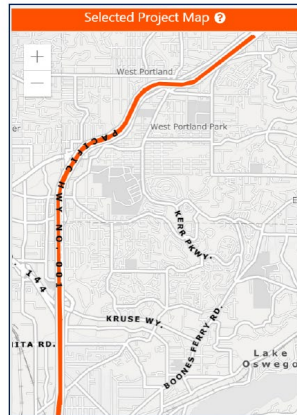 Selected Project Map ?
+
−
West Portland
West Portland Park
PACIFIC HWY NO. 001
KERR PKWY.
144
KRUSE WY.
BOONES FERRY RD.
Lake
Oswego